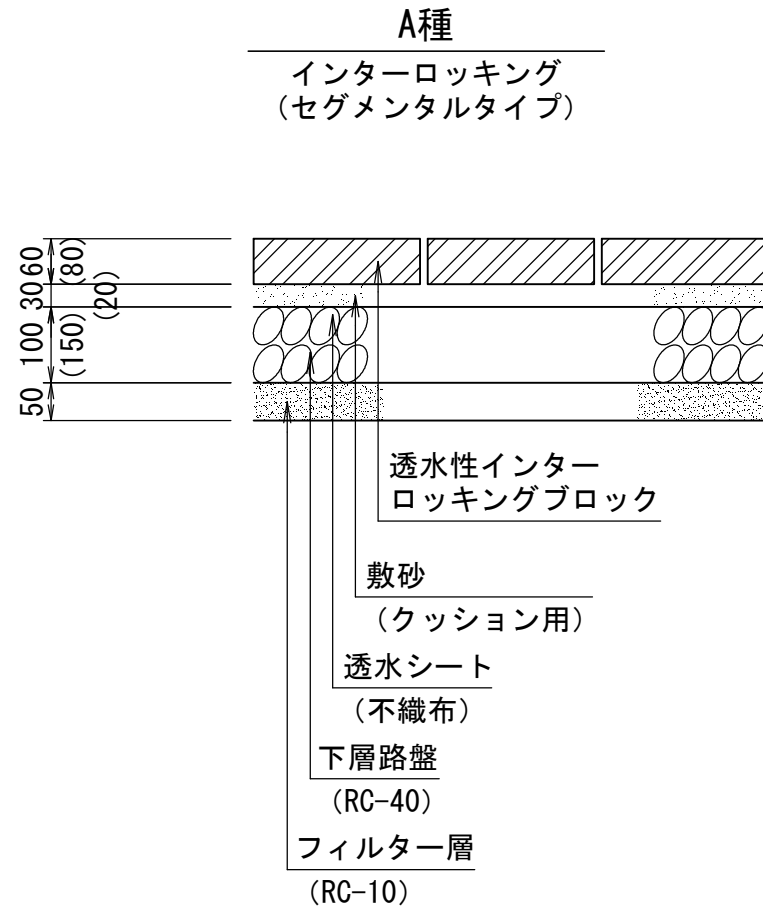 A種
インターロッキング
(セグメンタルタイプ)
60
(80)
30
(20)
100
(150)
50
透水性インター
ロッキングブロック
敷砂
(クッション用)
透水シート
(不織布)
下層路盤
(RC-40)
フィルター層
(RC-10)